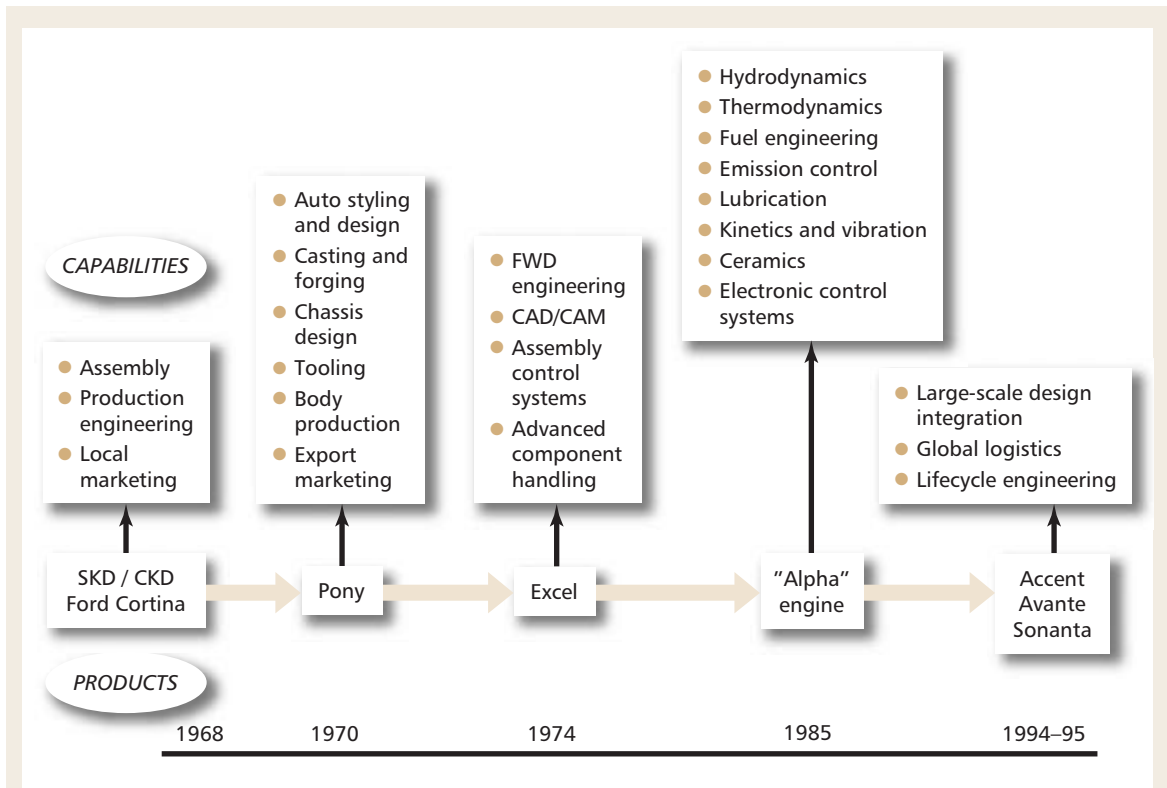 CAPABILITIES
• Assembly
• Production
engineering
• Local
marketing
• Auto styling
and design
• Casting and
forging
• Chassis
design
• Tooling
• Body
production
• Export
marketing
• FWD
engineering
• CAD/CAM
• Assembly
control
systems
• Advanced
component
handling
• Hydrodynamics
• Thermodynamics
• Fuel engineering
• Emission control
• Lubrication
• Kinetics and vibration
• Ceramics
• Electronic control
systems
• Large-scale design
integration
• Global logistics
• Lifecycle engineering
SKD / CKD
Ford Cortina
Pony
Excel
”Alpha”
engine
Accent
Avante
Sonanta
PRODUCTS
1968 1970 1974 1985 1994–95